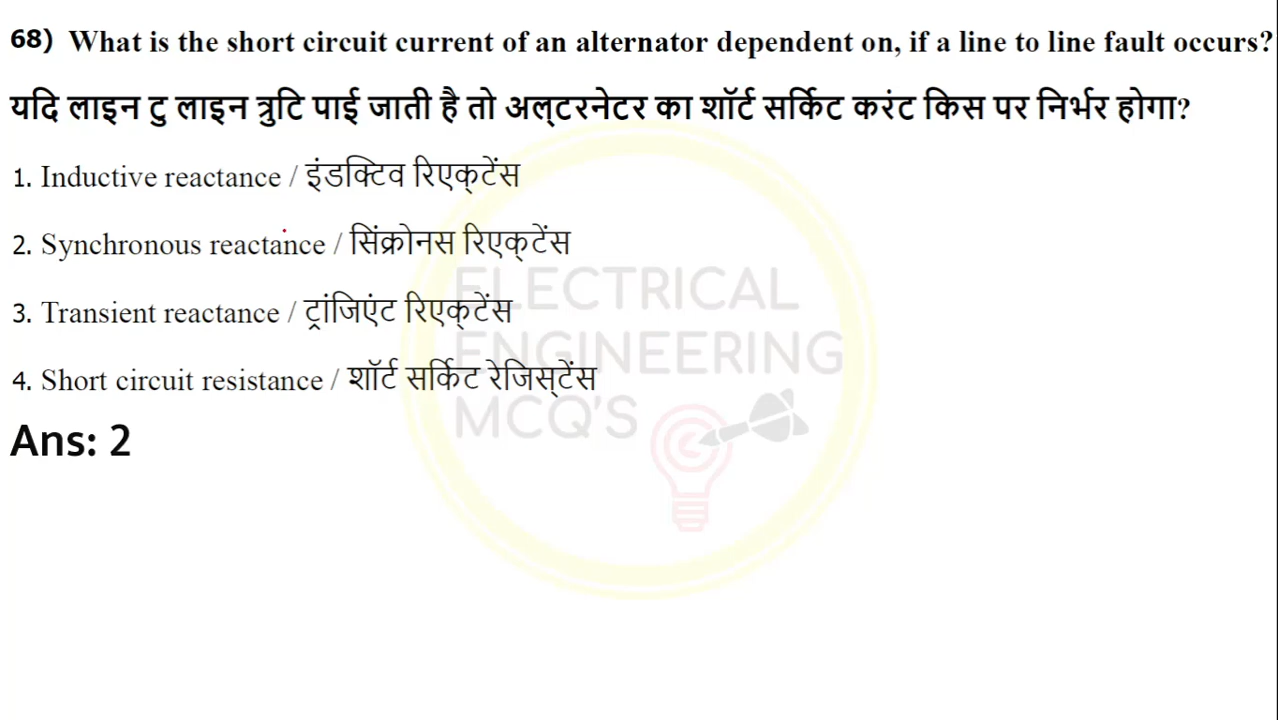 68) What is the short circuit current of an alternator dependent on, if a line to line fault occurs?
यदि लाइन टु लाइन त्रुटि पाई जाती है तो अल्‌टरनेटर का शॉर्ट सर्किट करंट किस पर निर्भर होगा?
1. Inductive reactance / इंडक्टिव रिएक्‌टेंस
2. Synchronous reactance / सिंक्रोनस रिएक्‌टेंस
3. Transient reactance / ट्रांजिएंट रिएक्‌टेंस
4. Short circuit resistance / शॉर्ट सर्किट रेजिस्‌टेंस
Ans: 2
ELECTRICAL
ENGINEERING
MCQ'S